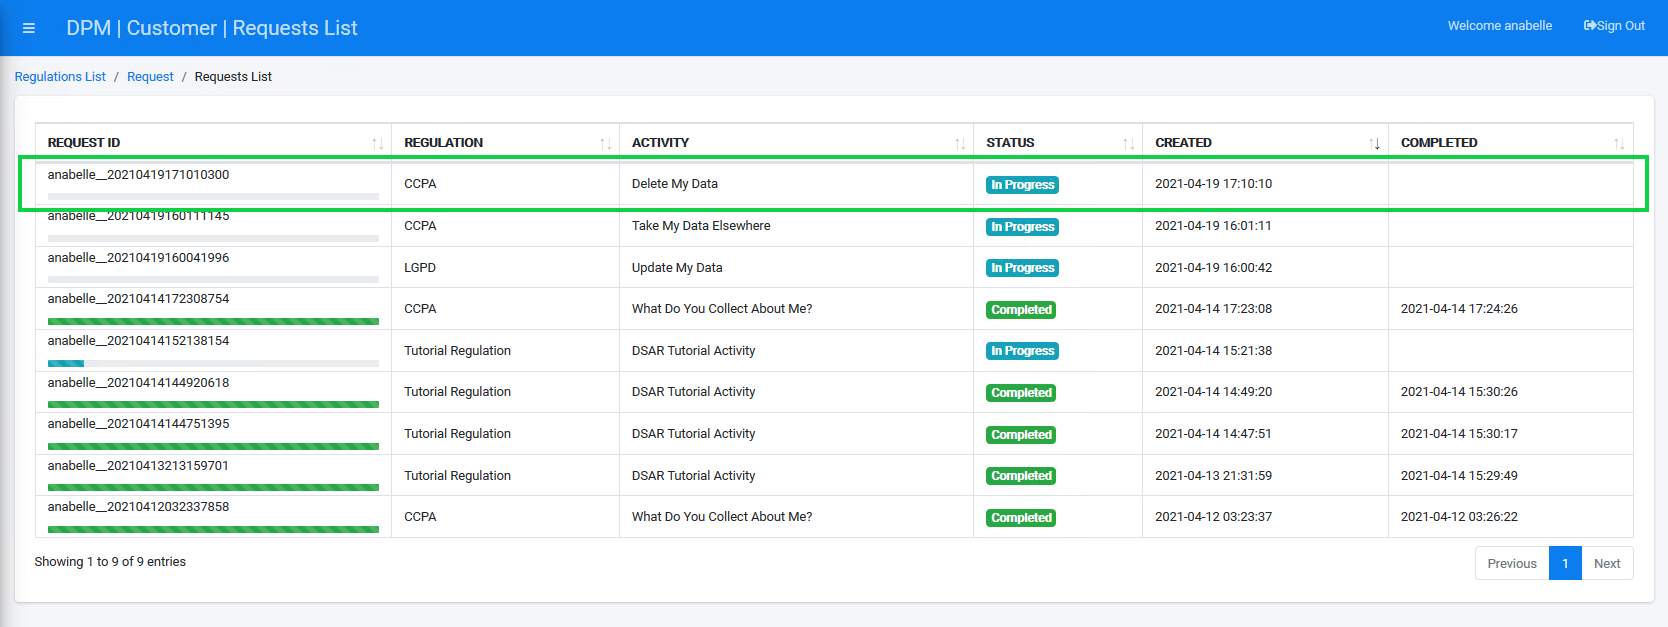 DPM | Customer | Requests List
Welcome anabelle
Sign Out
Regulations List / Request / Requests List
REQUEST ID REGULATION ACTIVITY STATUS CREATED COMPLETED
anabelle__20210419171010300 CCPA Delete My Data In Progress 2021-04-19 17:10:10
anabelle__20210419160111145 CCPA Take My Data Elsewhere In Progress 2021-04-19 16:01:11
anabelle__20210419160041996 LGPD Update My Data In Progress 2021-04-19 16:00:42
anabelle__20210414172308754 CCPA What Do You Collect About Me? Completed 2021-04-14 17:23:08 2021-04-14 17:24:26
anabelle__20210414152138154 Tutorial Regulation DSAR Tutorial Activity In Progress 2021-04-14 15:21:38
anabelle__20210414144920618 Tutorial Regulation DSAR Tutorial Activity Completed 2021-04-14 14:49:20 2021-04-14 15:30:26
anabelle__20210414144751395 Tutorial Regulation DSAR Tutorial Activity Completed 2021-04-14 14:47:51 2021-04-14 15:30:17
anabelle__20210413213159701 Tutorial Regulation DSAR Tutorial Activity Completed 2021-04-13 21:31:59 2021-04-14 15:29:49
anabelle__20210412032337858 CCPA What Do You Collect About Me? Completed 2021-04-12 03:23:37 2021-04-12 03:26:22
Showing 1 to 9 of 9 entries
Previous 1 Next